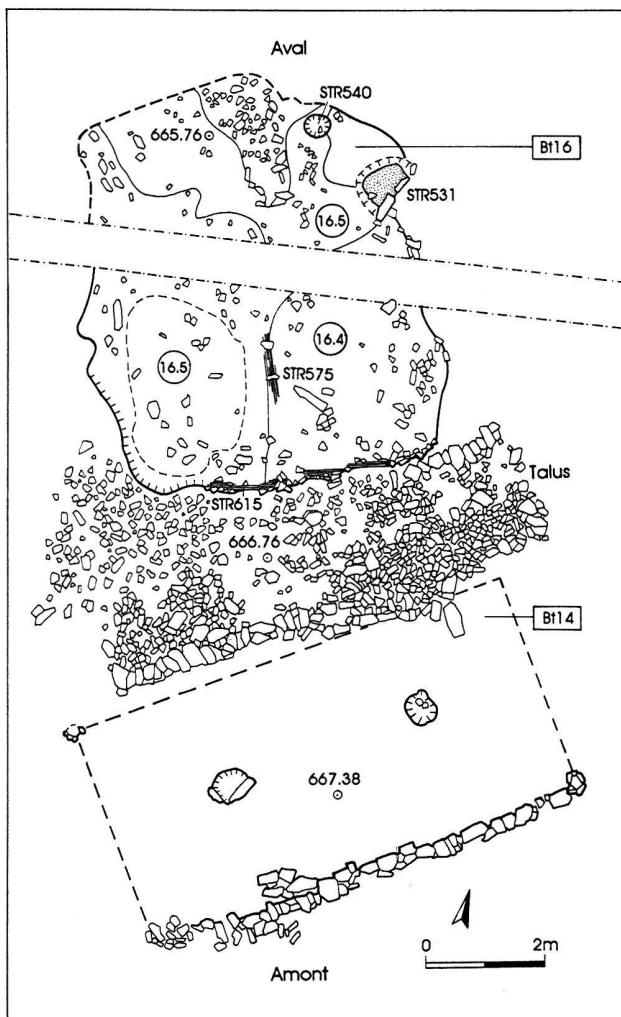 Aval
STR540
665.76
Bt16
STR531
16.5
16.5
16.4
STR575
Talus
STR615
666.76
Bt14
667.38
0 2m
Amont